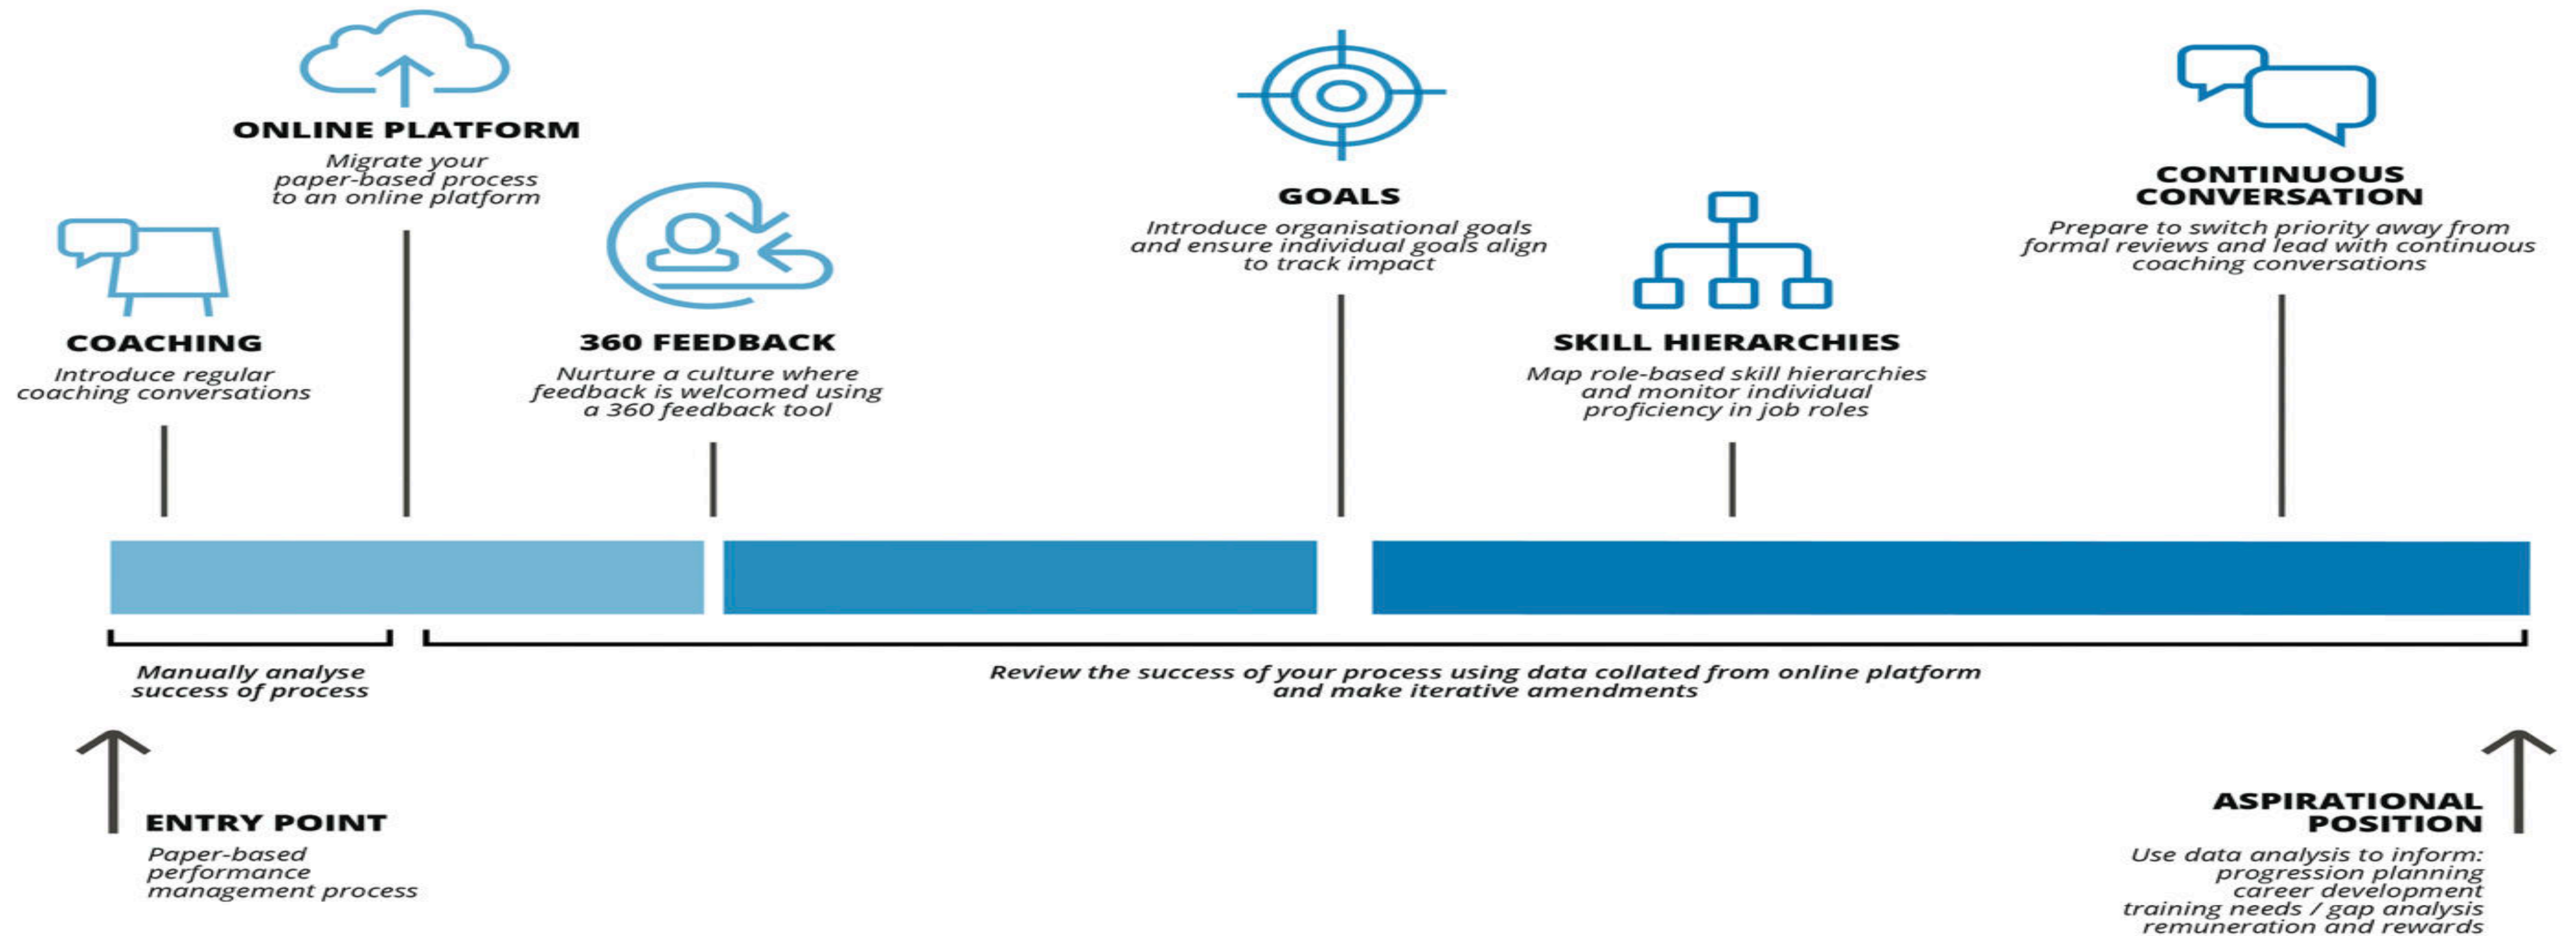 ONLINE PLATFORM
Migrate your
paper-based process
to an online platform
COACHING
Introduce regular
coaching conversations
360 FEEDBACK
Nurture a culture where
feedback is welcomed using
a 360 feedback tool
GOALS
Introduce organisational goals
and ensure individual goals align
to track impact
SKILL HIERARCHIES
Map role-based skill hierarchies
and monitor individual
proficiency in job roles
CONTINUOUS
CONVERSATION
Prepare to switch priority away from
formal reviews and lead with continuous
coaching conversations
Manually analyse
success of process
Review the success of your process using data collated from online platform
and make iterative amendments
ENTRY POINT
Paper-based
performance
management process
ASPIRATIONAL
POSITION
Use data analysis to inform:
progression planning
career development
training needs / gap analysis
remuneration and rewards